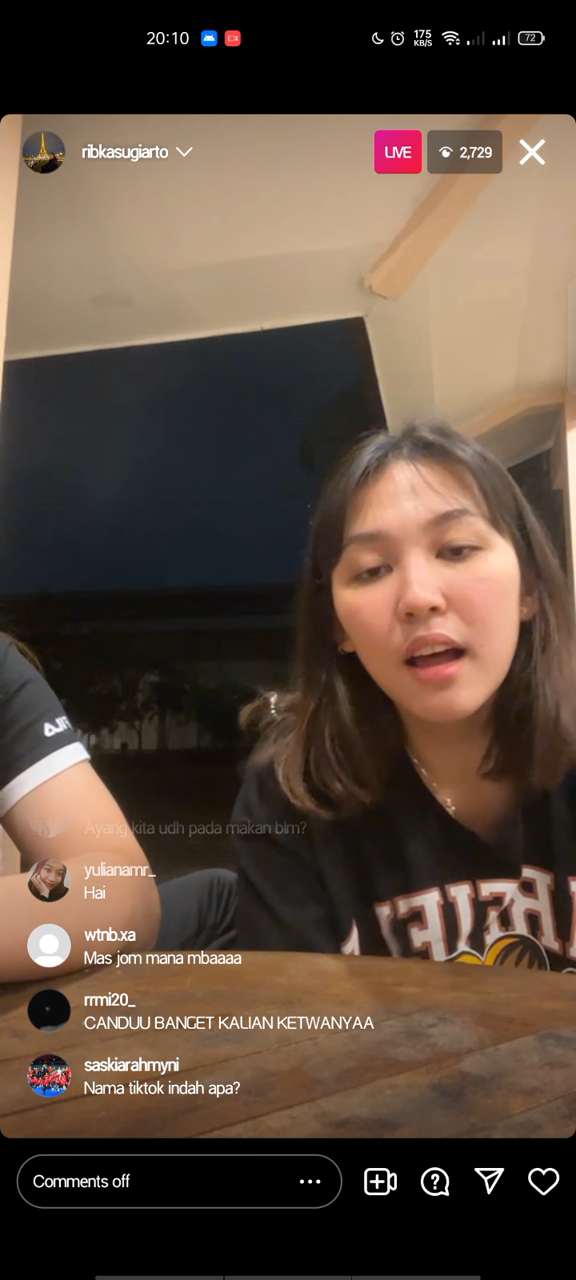 20:10
175
KB/S
72
ribkasugiarto
LIVE
2,729
Ayang kita udh pada makan blm?
yulianamr_
Hai
wtnb.xa
Mas jom mana mbaaaa
rrmi20_
CANDUU BANGET KALIAN KETWANYAA
saskiarahmyni
Nama tiktok indah apa?
Comments off